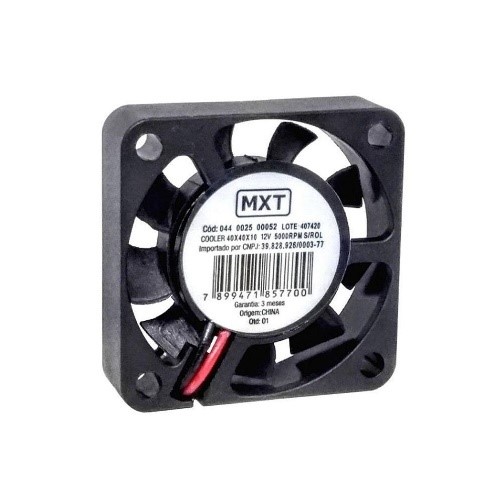 MXT
Cód: 044 0025 00052 LOTE 407420
COOLER 40X40X10 12V 5000RPM S/ROL
Importado por CNPJ: 39.828.928/0003-77
7 899471 857700
Garantia: 3 meses
Origem:CHINA
Qtd: 01